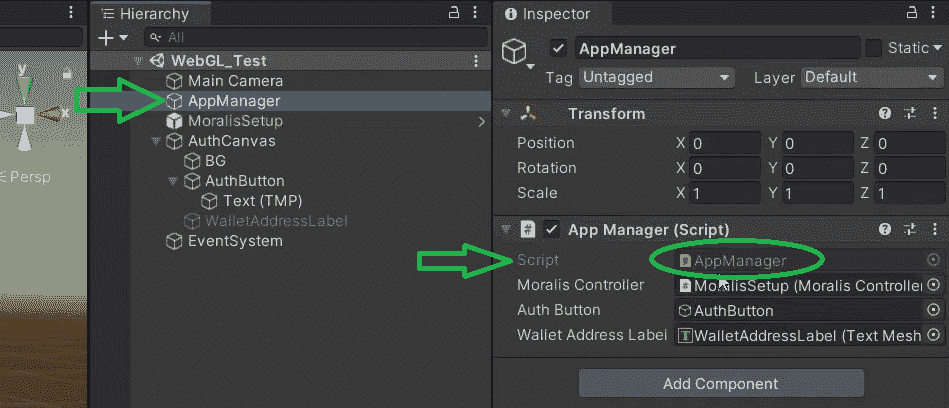 Hierarchy
All
WebGL_Test
Main Camera
AppManager
MoralisSetup
AuthCanvas
BG
AuthButton
Text (TMP)
WalletAddressLabel
EventSystem
y
x
Persp
Inspector
AppManager
Static
Tag Untagged Layer Default
Transform
Position X 0 Y 0 Z 0
Rotation X 0 Y 0 Z 0
Scale X 1 Y 1 Z 1
# App Manager (Script)
Script AppManager
Moralis Controller MoralisSetup (Moralis Controller
Auth Button AuthButton
Wallet Address Label WalletAddressLabel (Text Mesh
Add Component